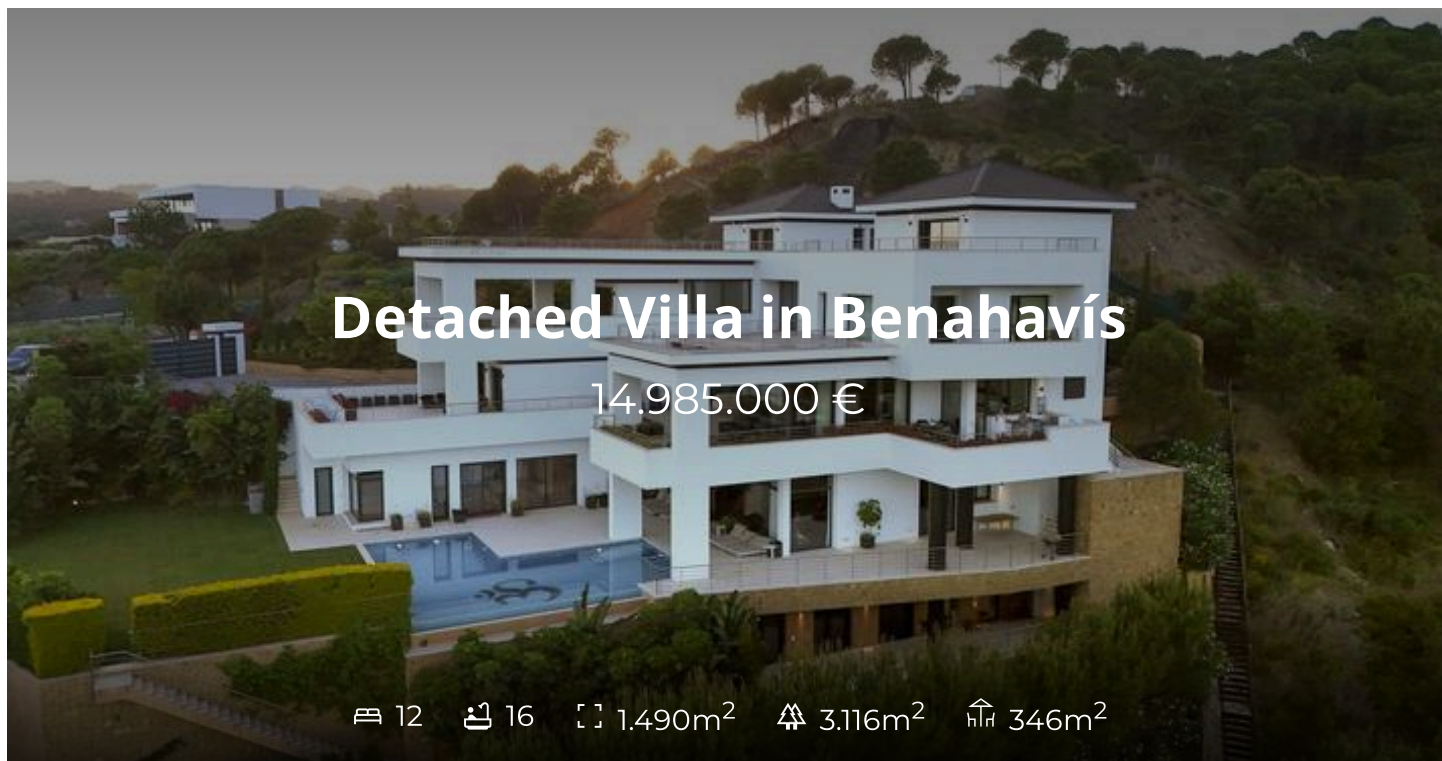 Detached Villa in Benahavís
14.985.000 €
12 16 1.490m² 3.116m² 346m²